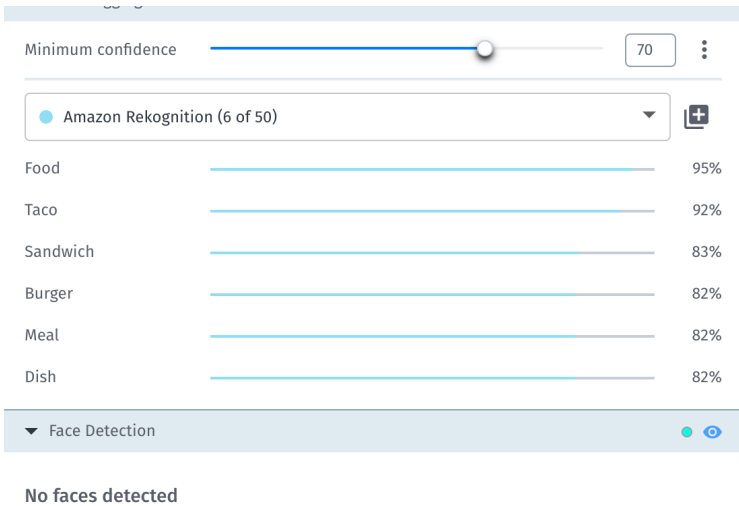 Minimum confidence 70
Amazon Rekognition (6 of 50)
Food 95%
Taco 92%
Sandwich 83%
Burger 82%
Meal 82%
Dish 82%
Face Detection
No faces detected